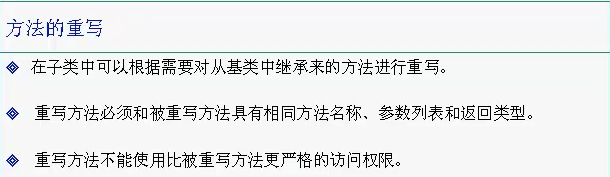 方法的重写
在子类中可以根据需要对从基类中继承来的方法进行重写。
重写方法必须和被重写方法具有相同方法名称、参数列表和返回类型。
重写方法不能使用比被重写方法更严格的访问权限。